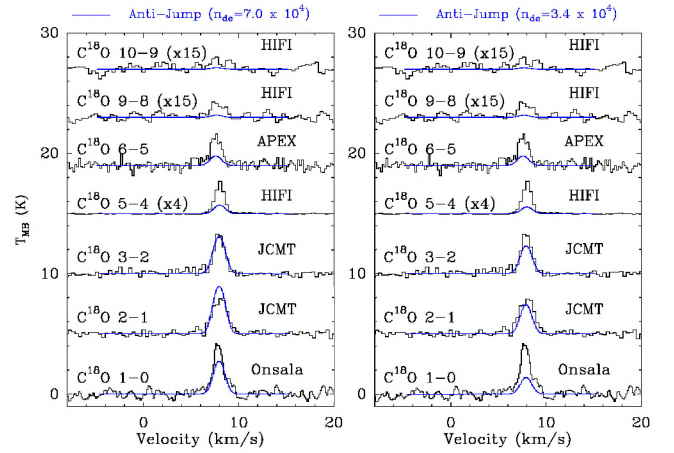 Anti-Jump (n_de=7.0 x 10^4)
30
C^18O 10-9 (x15) HIFI
C^18O 9-8 (x15) HIFI
20
C^18O 6-5 APEX
C^18O 5-4 (x4) HIFI
T_MB (K)
C^18O 3-2 JCMT
10
C^18O 2-1 JCMT
C^18O 1-0 Onsala
0
0 10 20
Velocity (km/s)
Anti-Jump (n_de=3.4 x 10^4)
30
C^18O 10-9 (x15) HIFI
C^18O 9-8 (x15) HIFI
20
C^18O 6-5 APEX
C^18O 5-4 (x4) HIFI
C^18O 3-2 JCMT
10
C^18O 2-1 JCMT
C^18O 1-0 Onsala
0
0 10 20
Velocity (km/s)